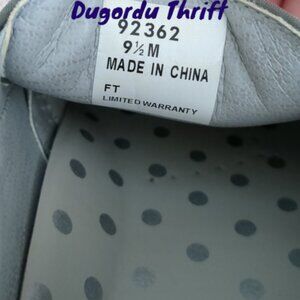 Dugordu Thrift
92362
9½ M
MADE IN CHINA
FT
LIMITED WARRANTY